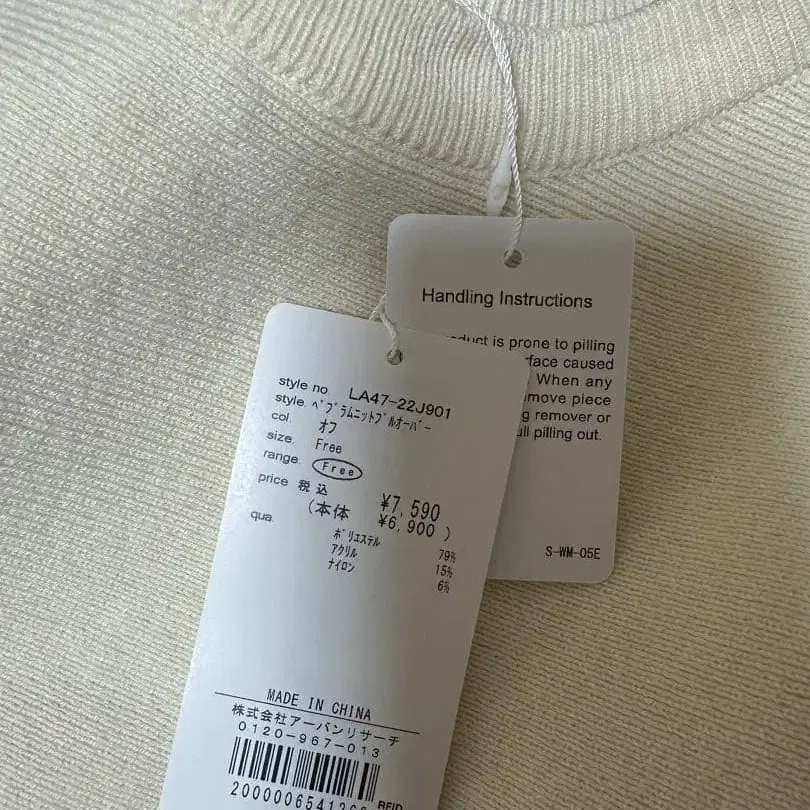 Handling Instructions
product is prone to pilling
face caused
When any
move piece
g remover or
ull pilling out.
S-WM-05E
style no LA47-22J901
style. ペプラムニットプルオーバー
col. オフ
size. Free
range. Free
price 税込 ¥7,590
(本体 ¥6,900 )
qua.
ポリエステル 79%
アクリル 15%
ナイロン 6%
MADE IN CHINA
株式会社アーバンリサーチ
0120-967-013
RFID